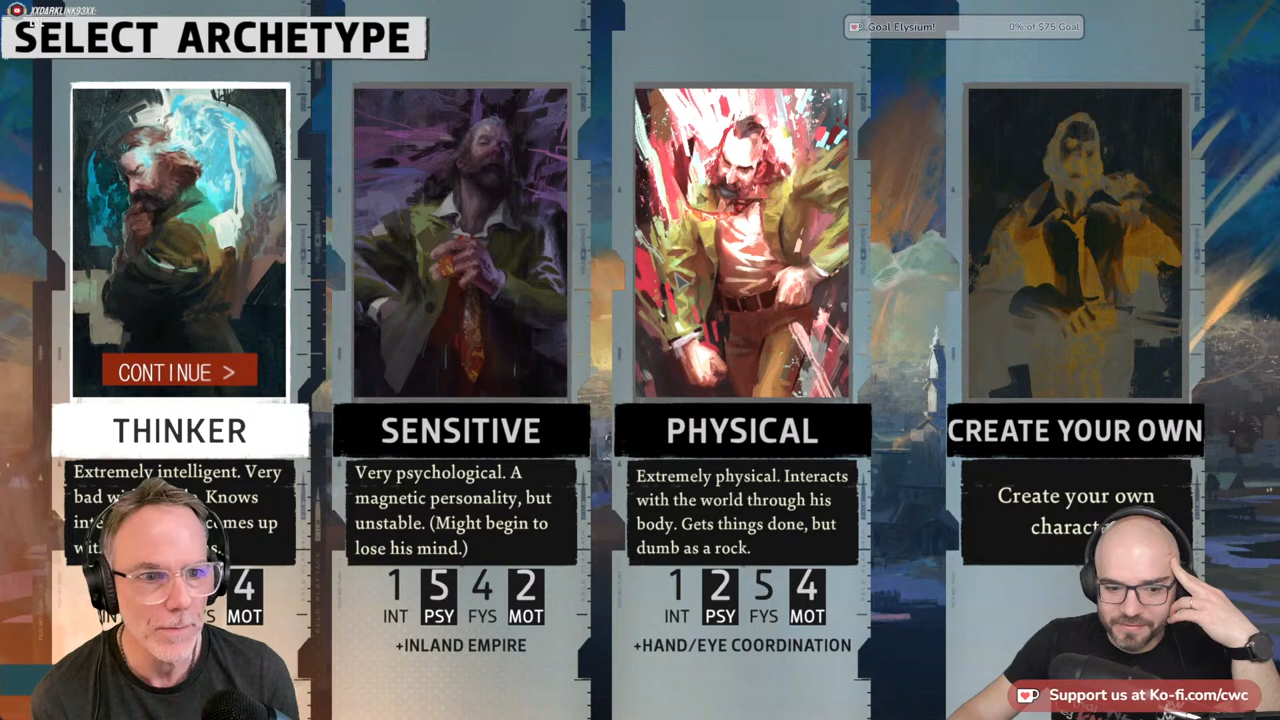 XXDARKLINK93XX:
SELECT ARCHETYPE
Goal Elysium!
0% of $75 Goal
CONTINUE >
THINKER
Extremely intelligent. Very
bad Knows
comes up
SENSITIVE
Very psychological. A
magnetic personality, but
unstable. (Might begin to
lose his mind.)
PHYSICAL
Extremely physical. Interacts
with the world through his
body. Gets things done, but
dumb as a rock.
CREATE YOUR OWN
Create your own
4
MOT
1 5 4 2
INT PSY FYS MOT
+INLAND EMPIRE
1 2 5 4
INT PSY FYS MOT
+HAND/EYE COORDINATION
Support us at Ko-fi.com/cwc